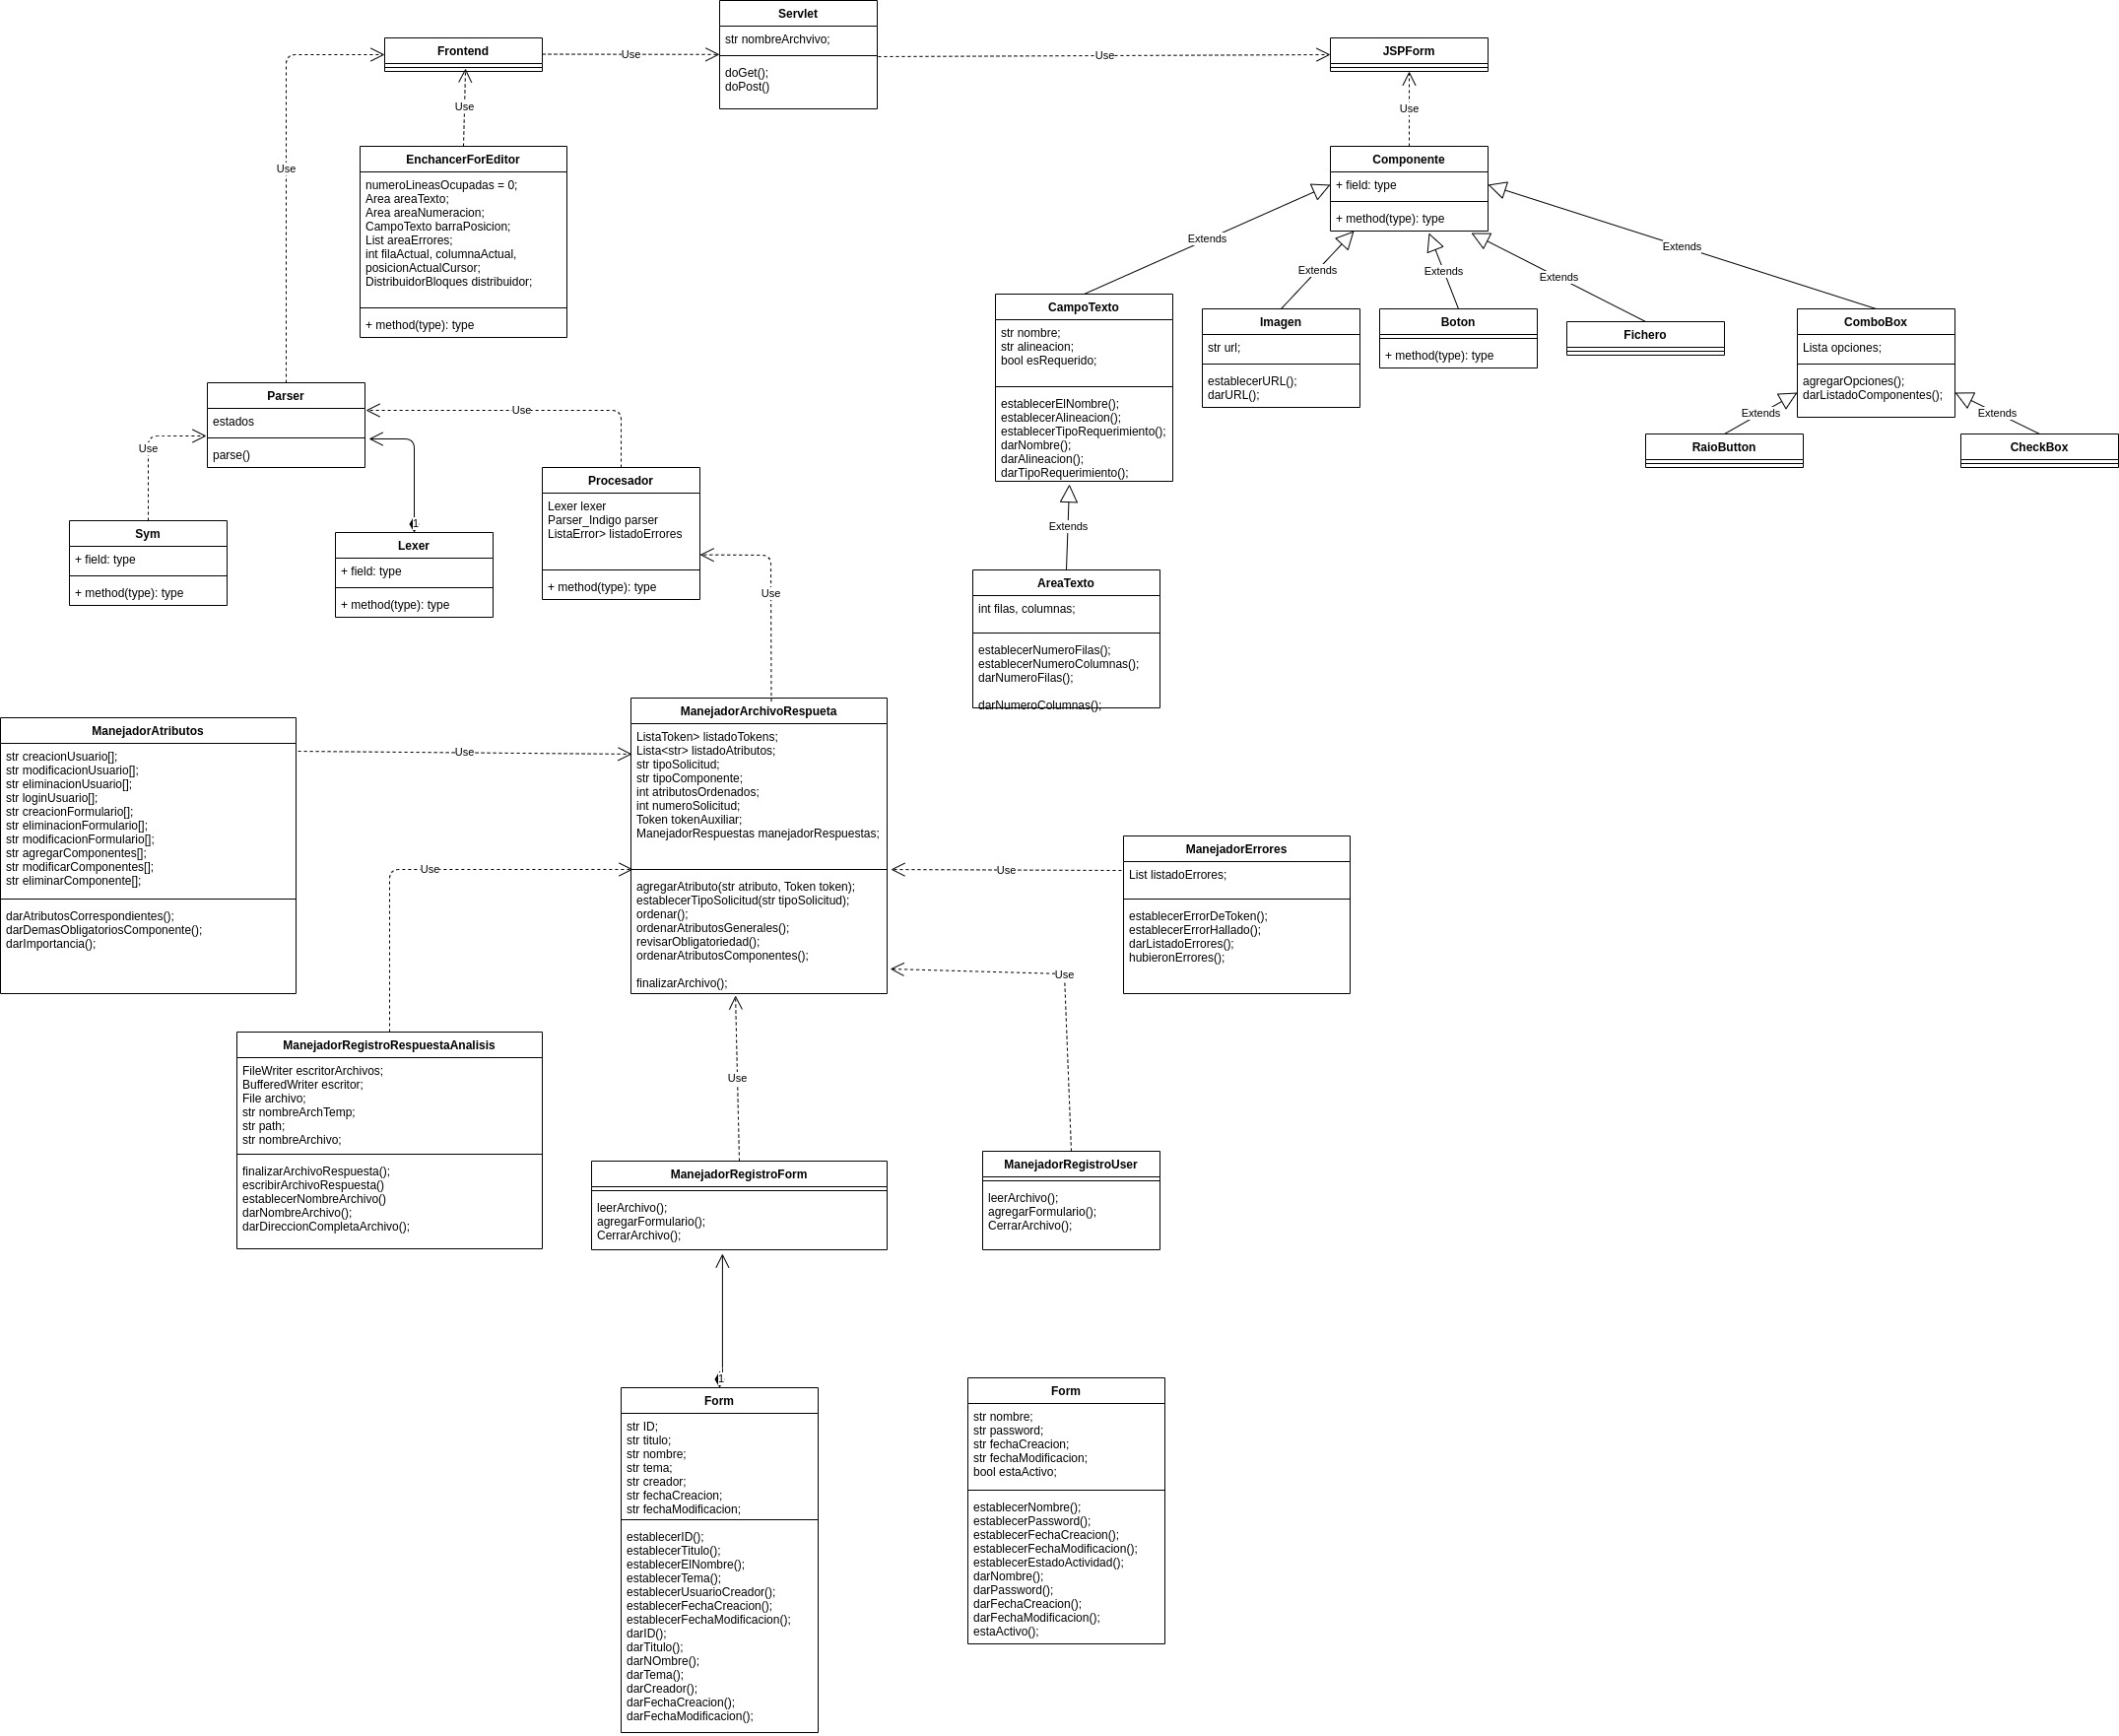 Servlet
str nombreArchvivo;
doGet();
doPost()
Frontend
JSPForm
Use
Use
Use
Use
Use
EnchancerForEditor
numeroLineasOcupadas = 0;
Area areaTexto;
Area areaNumeracion;
CampoTexto barraPosicion;
List areaErrores;
int filaActual, columnaActual,
posicionActualCursor;
DistribuidorBloques distribuidor;
+ method(type): type
Componente
+ field: type
+ method(type): type
Extends
Extends
Extends
Extends
Extends
CampoTexto
str nombre;
str alineacion;
bool esRequerido;
establecerElNombre();
establecerAlineacion();
establecerTipoRequerimiento();
darNombre();
darAlineacion();
darTipoRequerimiento();
Imagen
str url;
establecerURL();
darURL();
Boton
+ method(type): type
Fichero
ComboBox
Lista opciones;
agregarOpciones();
darListadoComponentes();
Extends
Extends
RaioButton
CheckBox
Parser
estados
parse()
Use
Use
Procesador
Lexer lexer
Parser_Indigo parser
ListaError> listadoErrores
+ method(type): type
Sym
+ field: type
+ method(type): type
1
Lexer
+ field: type
+ method(type): type
Extends
Use
AreaTexto
int filas, columnas;
establecerNumeroFilas();
establecerNumeroColumnas();
darNumeroFilas();
darNumeroColumnas();
ManejadorArchivoRespueta
ListaToken> listadoTokens;
Lista<str> listadoAtributos;
str tipoSolicitud;
str tipoComponente;
int atributosOrdenados;
int numeroSolicitud;
Token tokenAuxiliar;
ManejadorRespuestas manejadorRespuestas;
agregarAtributo(str atributo, Token token);
establecerTipoSolicitud(str tipoSolicitud);
ordenar();
ordenarAtributosGenerales();
revisarObligatoriedad();
ordenarAtributosComponentes();
finalizarArchivo();
ManejadorAtributos
str creacionUsuario[];
str modificacionUsuario[];
str eliminacionUsuario[];
str loginUsuario[];
str creacionFormulario[];
str eliminacionFormulario[];
str modificacionFormulario[];
str agregarComponentes[];
str modificarComponentes[];
str eliminarComponente[];
darAtributosCorrespondientes();
darDemasObligatoriosComponente();
darImportancia();
Use
Use
Use
Use
Use
ManejadorErrores
List listadoErrores;
establecerErrorDeToken();
establecerErrorHallado();
darListadoErrores();
hubieronErrores();
ManejadorRegistroRespuestaAnalisis
FileWriter escritorArchivos;
BufferedWriter escritor;
File archivo;
str nombreArchTemp;
str path;
str nombreArchivo;
finalizarArchivoRespuesta();
escribirArchivoRespuesta()
establecerNombreArchivo()
darNombreArchivo();
darDireccionCompletaArchivo();
ManejadorRegistroForm
leerArchivo();
agregarFormulario();
CerrarArchivo();
ManejadorRegistroUser
leerArchivo();
agregarFormulario();
CerrarArchivo();
1
Form
str ID;
str titulo;
str nombre;
str tema;
str creador;
str fechaCreacion;
str fechaModificacion;
establecerID();
establecerTitulo();
establecerElNombre();
establecerTema();
establecerUsuarioCreador();
establecerFechaCreacion();
establecerFechaModificacion();
darID();
darTitulo();
darNOmbre();
darTema();
darCreador();
darFechaCreacion();
darFechaModificacion();
Form
str nombre;
str password;
str fechaCreacion;
str fechaModificacion;
bool estaActivo;
establecerNombre();
establecerPassword();
establecerFechaCreacion();
establecerFechaModificacion();
establecerEstadoActividad();
darNombre();
darPassword();
darFechaCreacion();
darFechaModificacion();
estaActivo();